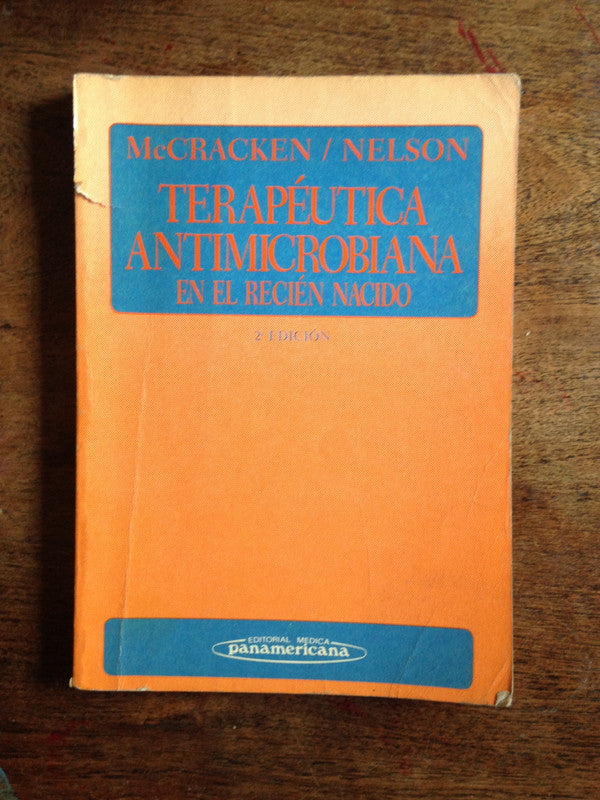 McCRACKEN / NELSON
TERAPÉUTICA
ANTIMICROBIANA
EN EL RECIÉN NACIDO
2ª EDICIÓN
EDITORIAL MEDICA
panamericana